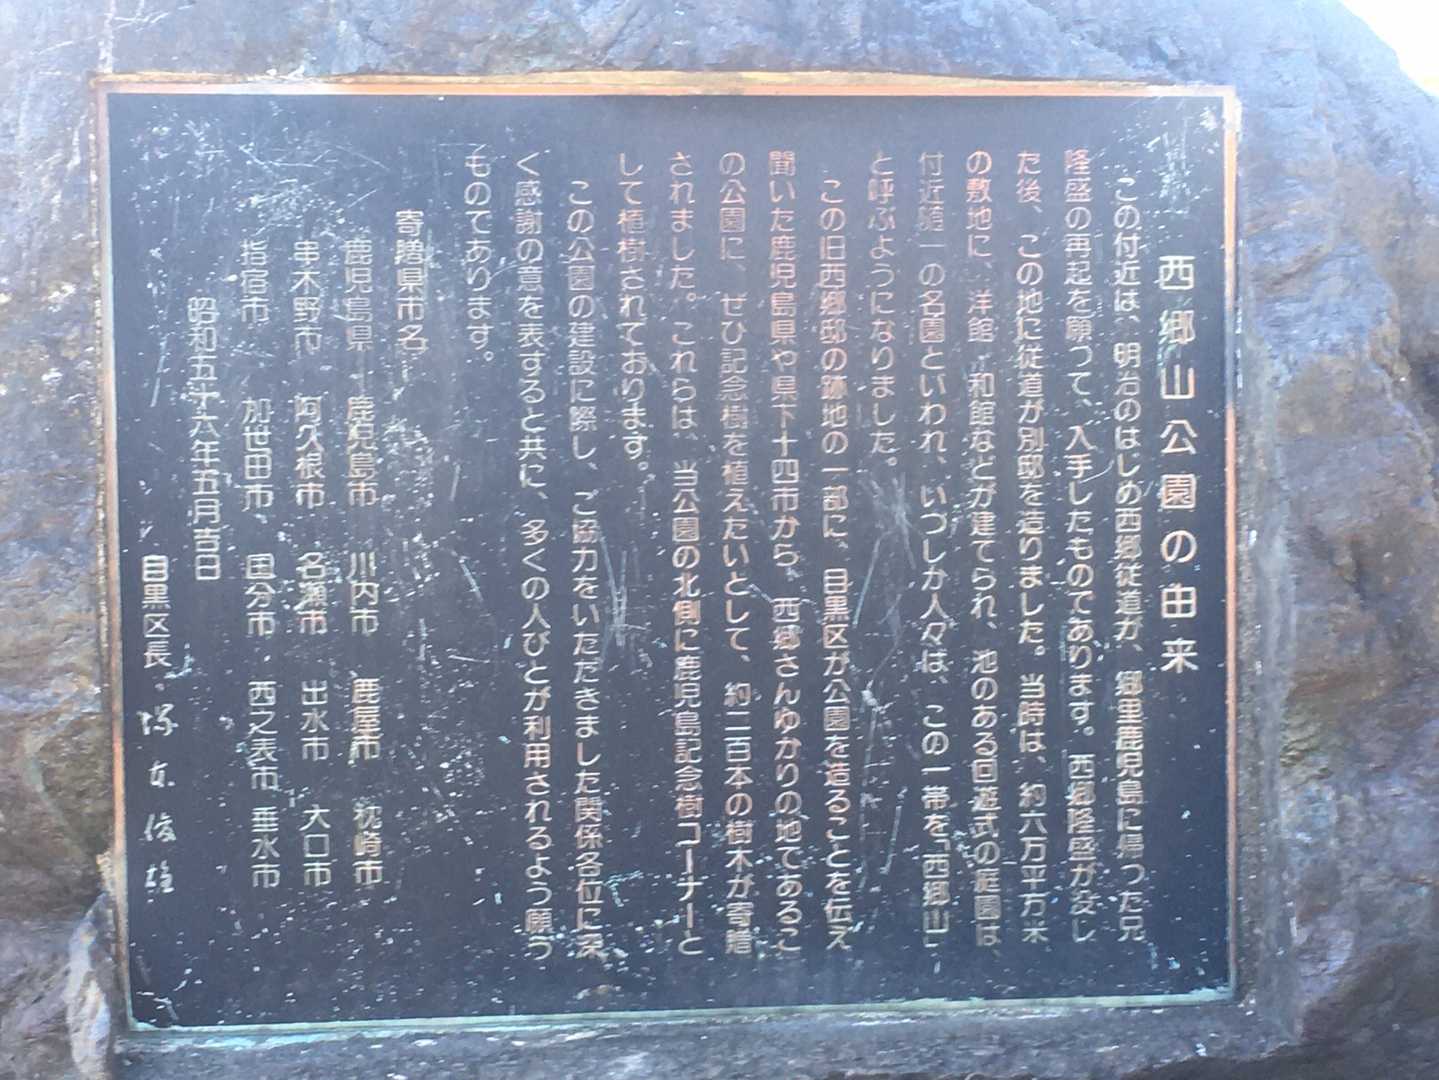 西郷山公園の由来
この付近は、明治のはじめ西郷従道が、郷里鹿児島に帰った兄
隆盛の再起を願って、入手したものであります。西郷隆盛が没し
た後、この地に従道が別邸を造りました。当時は、約六万平方米
の敷地に、洋館・和館などが建てられ、池のある回遊式の庭園は、
付近随一の名園といわれ、いつしか人々は、この一帯を「西郷山」
と呼ぶようになりました。
この旧西郷邸の跡地の一部に、目黒区が公園を造ることを伝え
聞いた鹿児島県や県下十四市から、西郷さんゆかりの地であるこ
の公園に、ぜひ記念樹を植えたいとして、約二百本の樹木が寄贈
されました。これらは、当公園の北側に鹿児島記念樹コーナーと
して植樹されております。
この公園の建設に際し、ご協力をいただきました関係各位に深
く感謝の意を表すると共に、多くの人びとが利用されるよう願う
ものであります。
寄贈県市名
鹿児島県 鹿児島市 川内市 鹿屋市 枕崎市
串木野市 阿久根市 名瀬市 出水市 大口市
指宿市 加世田市 国分市 西之表市 垂水市
昭和五十六年五月吉日
目黒区長 塚本俊雄